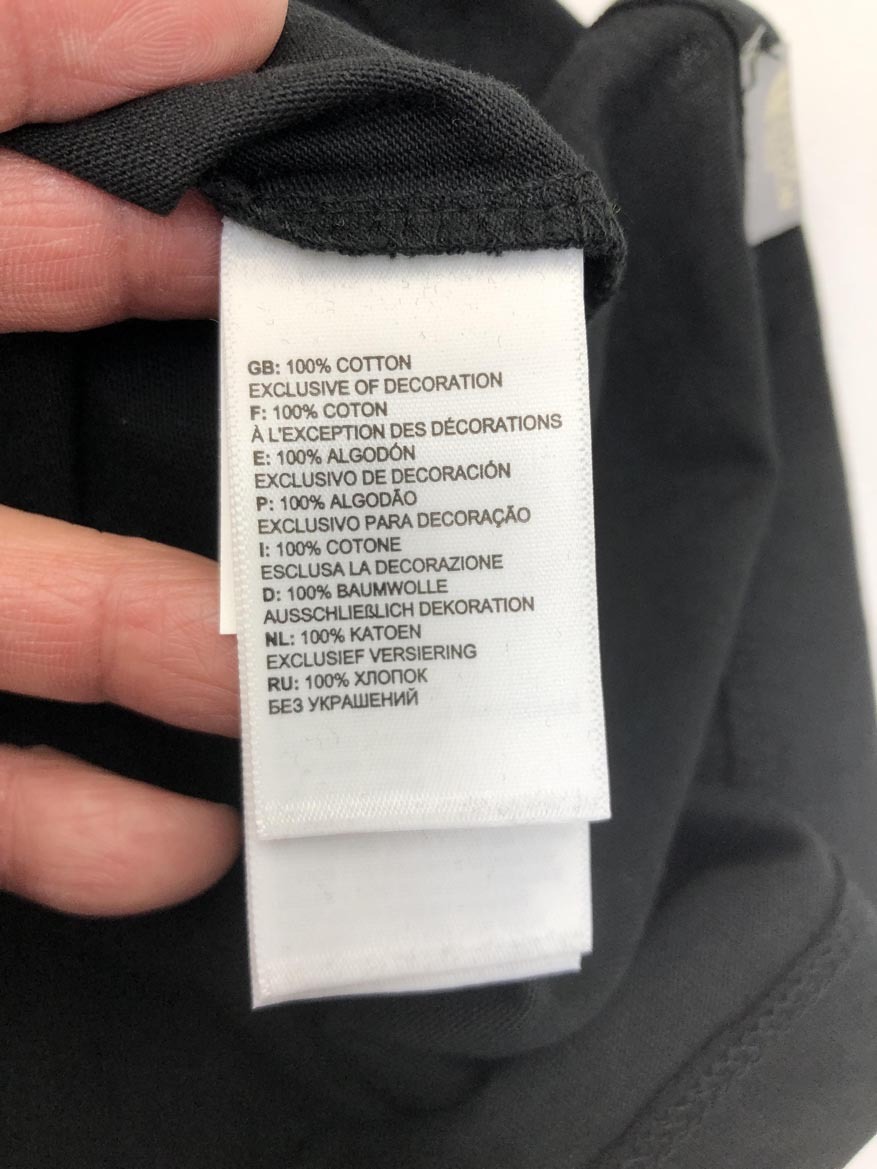 GB: 100% COTTON
EXCLUSIVE OF DECORATION
F: 100% COTON
À L'EXCEPTION DES DÉCORATIONS
E: 100% ALGODÓN
EXCLUSIVO DE DECORACIÓN
P: 100% ALGODÃO
EXCLUSIVO PARA DECORAÇÃO
I: 100% COTONE
ESCLUSA LA DECORAZIONE
D: 100% BAUMWOLLE
AUSSCHLIEßLICH DEKORATION
NL: 100% KATOEN
EXCLUSIEF VERSIERING
RU: 100% ХЛОПОК
БЕЗ УКРАШЕНИЙ